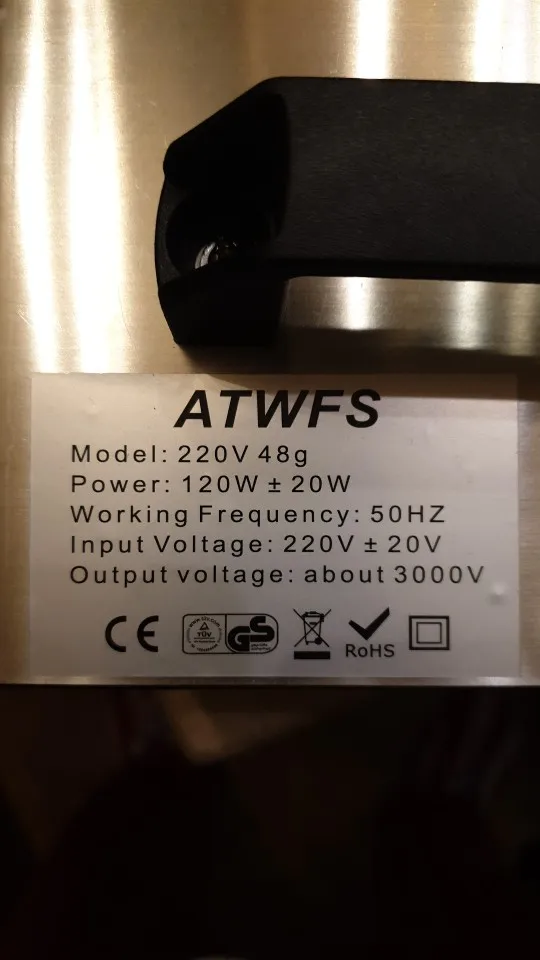 ATWFS
Model: 220V 48g
Power: 120W ± 20W
Working Frequency: 50HZ
Input Voltage: 220V ± 20V
Output voltage: about 3000V
CE
TÜV GS
RoHS